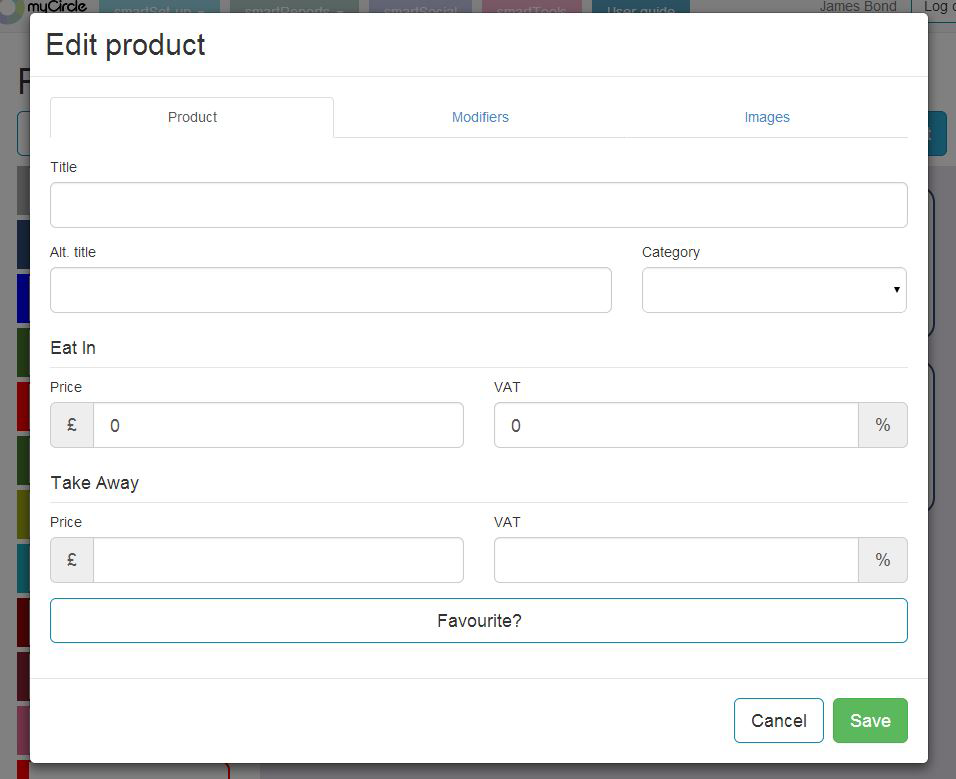 myCircle smartSet-up smartReports smartSocial smartTools User guide James Bond Log
Edit product
Product Modifiers Images
Title
Alt. title Category
Eat In
Price VAT
£ 0 0 %
Take Away
Price VAT
£ %
Favourite?
Cancel Save